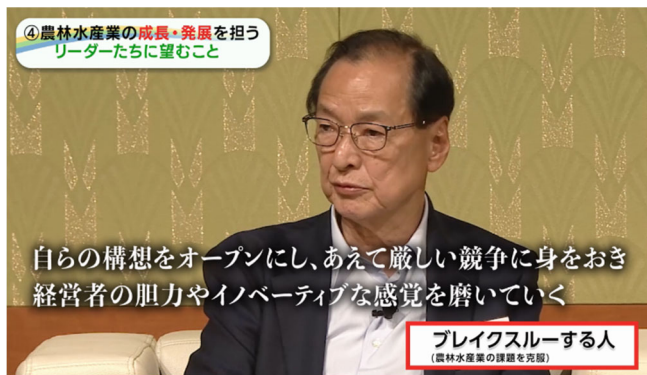 ④農林水産業の成長・発展を担う
リーダーたちに望むこと
自らの構想をオープンにし、あえて厳しい競争に身をおき
経営者の胆力やイノベーティブな感覚を磨いていく
ブレイクスルーする人
(農林水産業の課題を克服)